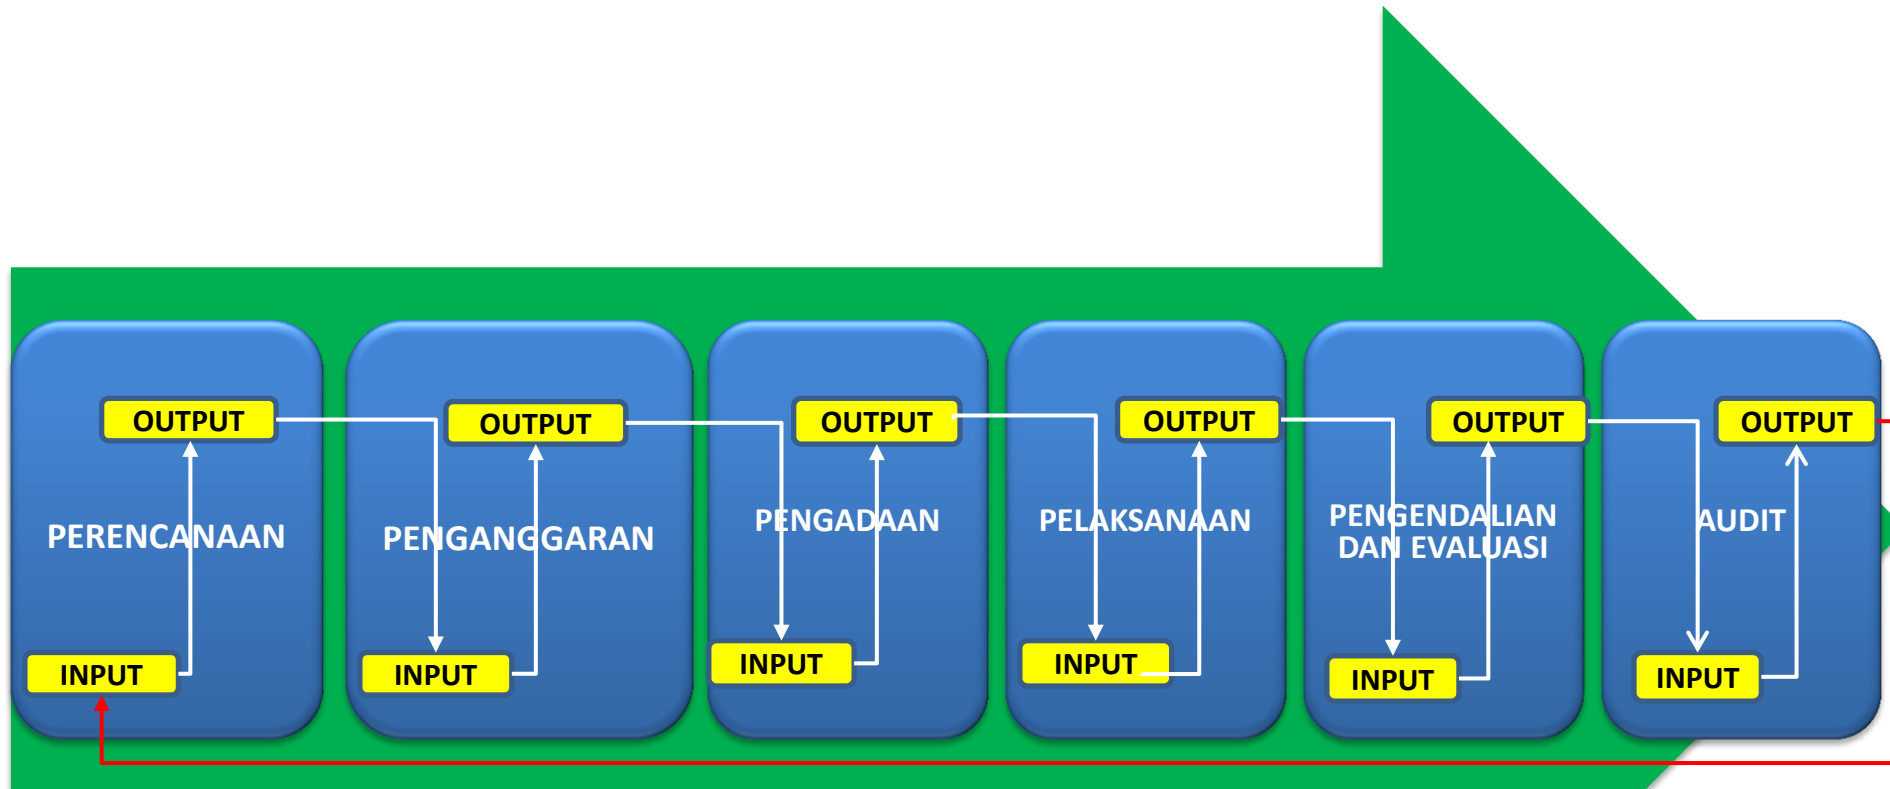 OUTPUT
OUTPUT
OUTPUT
OUTPUT
OUTPUT
OUTPUT
PERENCANAAN
PENGANGGARAN
PENGADAAN
PELAKSANAAN
PENGENDALIAN
DAN EVALUASI
AUDIT
INPUT
INPUT
INPUT
INPUT
INPUT
INPUT